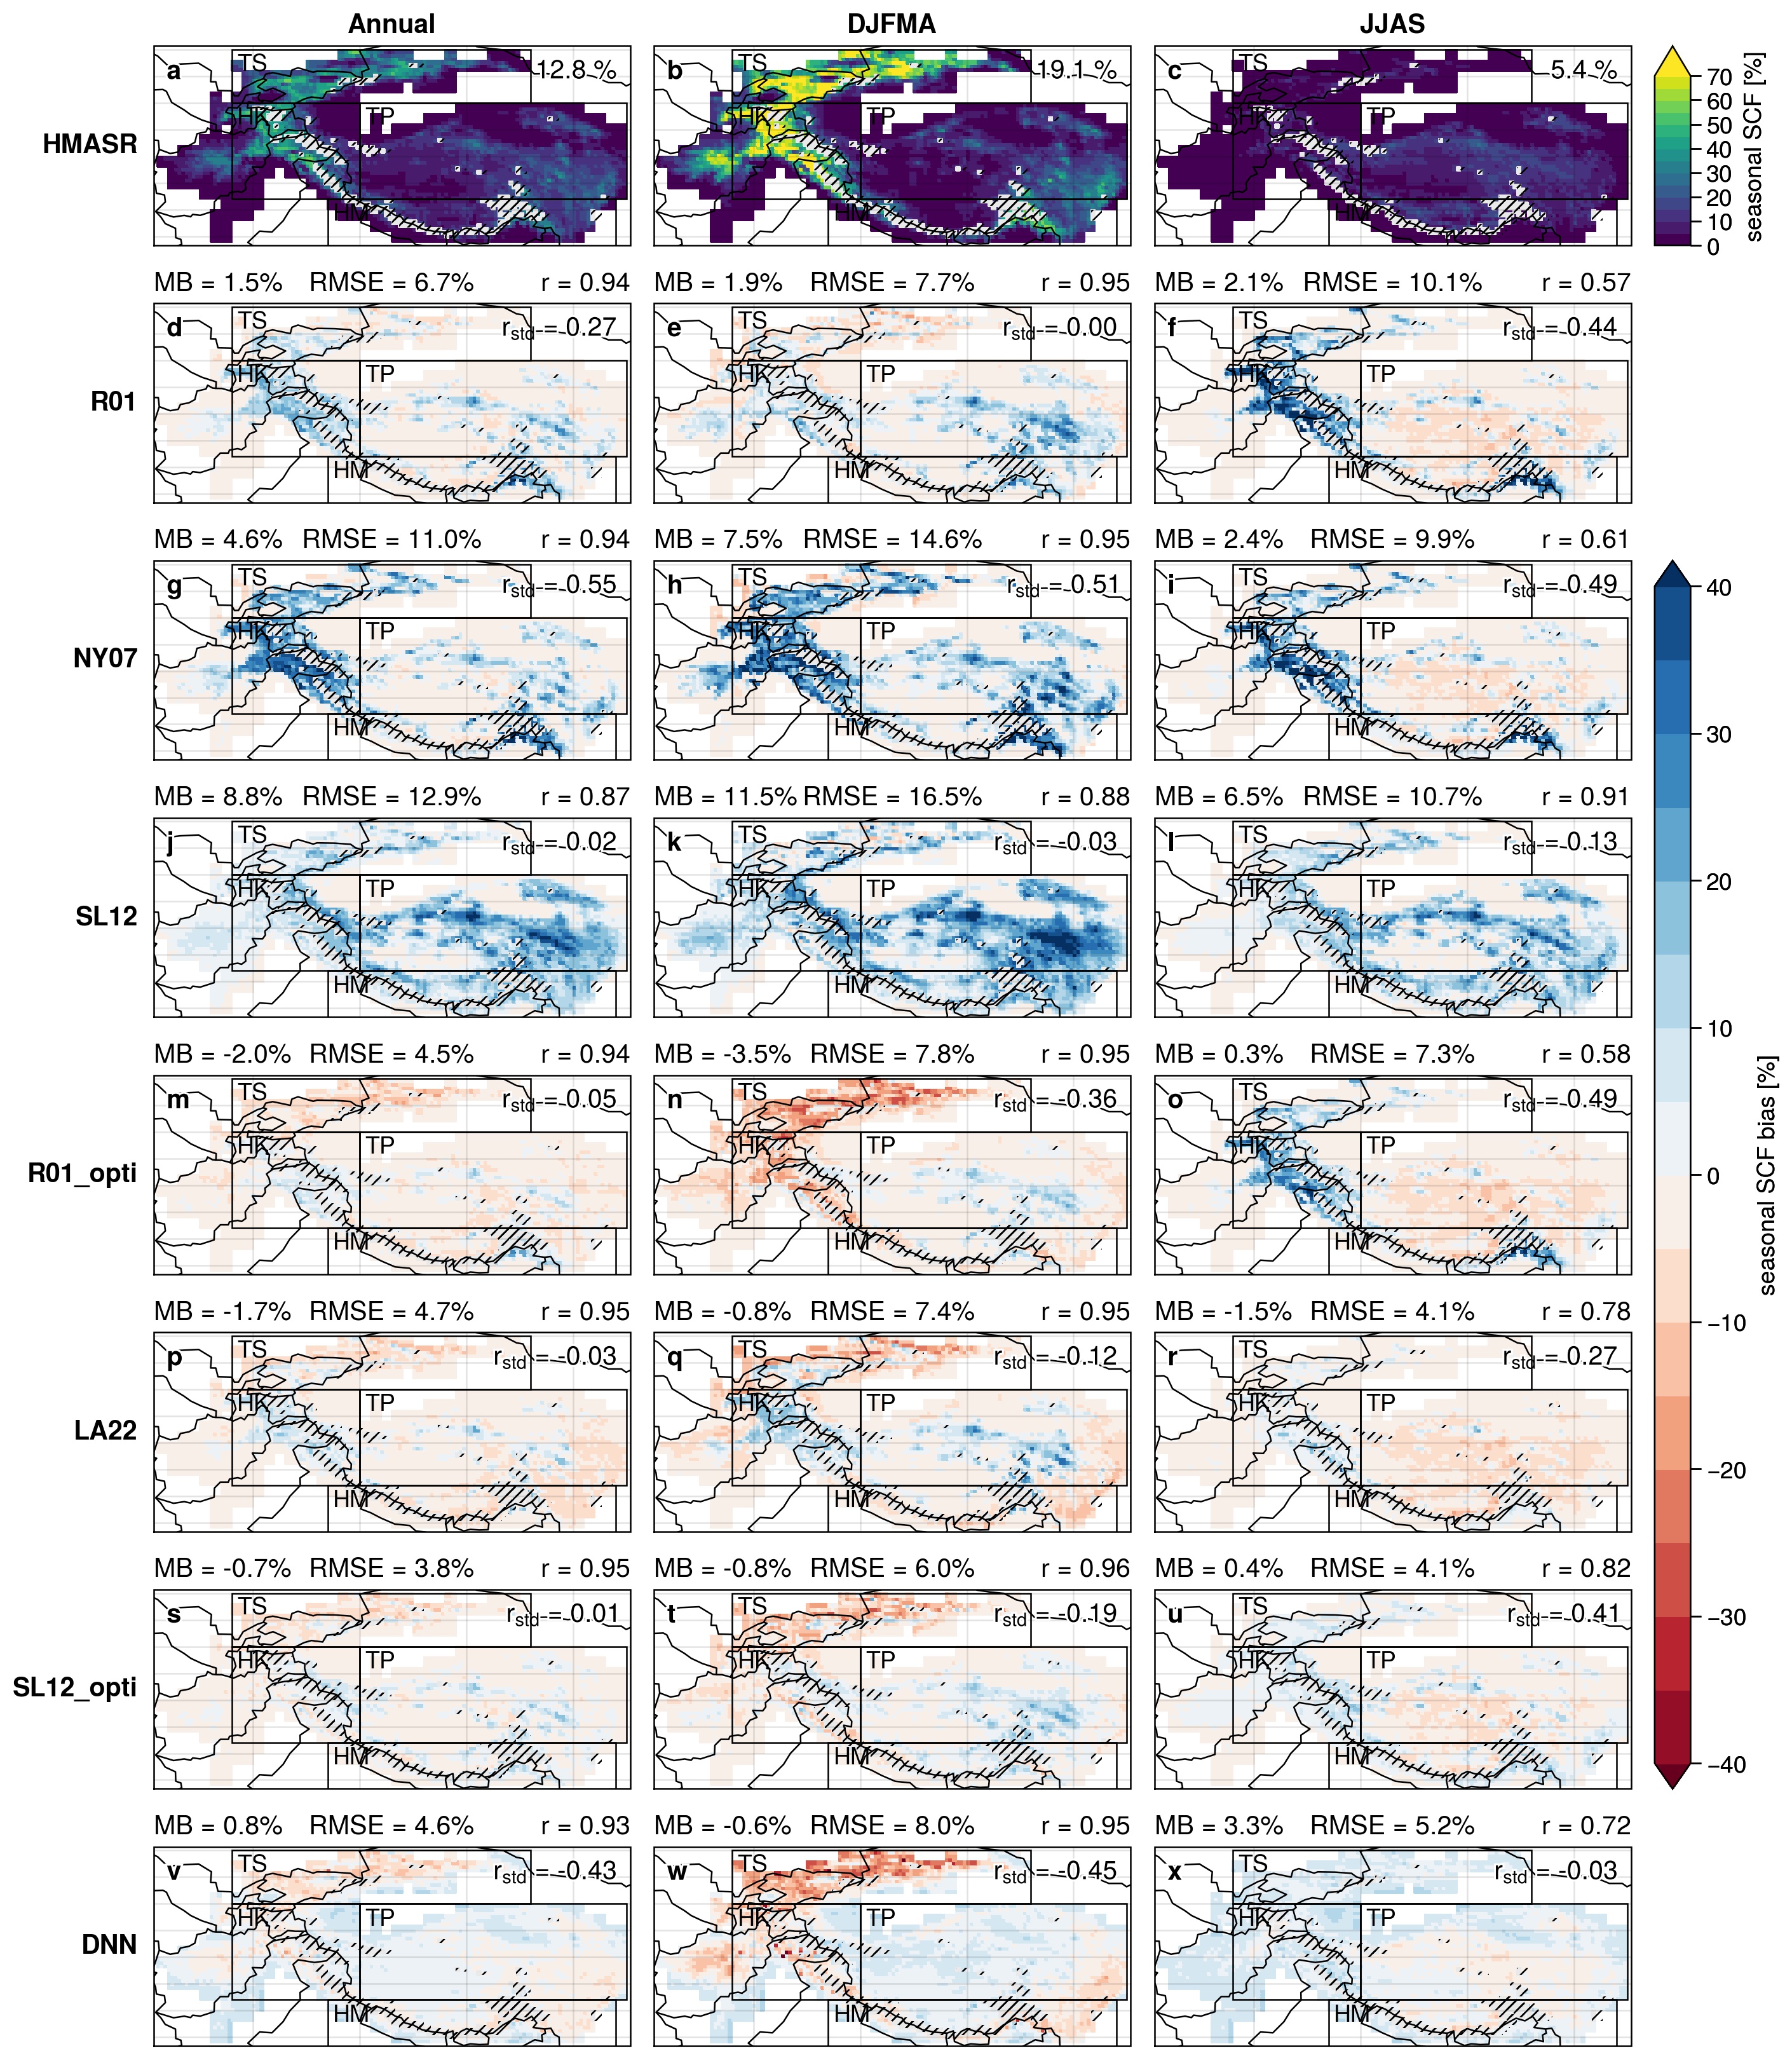 Annual DJFMA JJAS
HMASR
a TS HK TP HM 12.8 %
b TS HK TP HM 19.1 %
c TS HK TP HM 5.4 %
0 10 20 30 40 50 60 70
seasonal SCF [%]
MB = 1.5% RMSE = 6.7% r = 0.94
MB = 1.9% RMSE = 7.7% r = 0.95
MB = 2.1% RMSE = 10.1% r = 0.57
R01
d TS HK TP HM rstd = 0.27
e TS HK TP HM rstd = 0.00
f TS HK TP HM rstd = 0.44
MB = 4.6% RMSE = 11.0% r = 0.94
MB = 7.5% RMSE = 14.6% r = 0.95
MB = 2.4% RMSE = 9.9% r = 0.61
NY07
g TS HK TP HM rstd = 0.55
h TS HK TP HM rstd = 0.51
i TS HK TP HM rstd = 0.49
MB = 8.8% RMSE = 12.9% r = 0.87
MB = 11.5% RMSE = 16.5% r = 0.88
MB = 6.5% RMSE = 10.7% r = 0.91
SL12
j TS HK TP HM rstd = 0.02
k TS HK TP HM rstd = 0.03
l TS HK TP HM rstd = 0.13
MB = -2.0% RMSE = 4.5% r = 0.94
MB = -3.5% RMSE = 7.8% r = 0.95
MB = 0.3% RMSE = 7.3% r = 0.58
R01_opti
m TS HK TP HM rstd = 0.05
n TS HK TP HM rstd = -0.36
o TS HK TP HM rstd = 0.49
MB = -1.7% RMSE = 4.7% r = 0.95
MB = -0.8% RMSE = 7.4% r = 0.95
MB = -1.5% RMSE = 4.1% r = 0.78
LA22
p TS HK TP HM rstd = -0.03
q TS HK TP HM rstd = -0.12
r TS HK TP HM rstd = 0.27
MB = -0.7% RMSE = 3.8% r = 0.95
MB = -0.8% RMSE = 6.0% r = 0.96
MB = 0.4% RMSE = 4.1% r = 0.82
SL12_opti
s TS HK TP HM rstd = 0.01
t TS HK TP HM rstd = -0.19
u TS HK TP HM rstd = 0.41
MB = 0.8% RMSE = 4.6% r = 0.93
MB = -0.6% RMSE = 8.0% r = 0.95
MB = 3.3% RMSE = 5.2% r = 0.72
DNN
v TS HK TP HM rstd = -0.43
w TS HK TP HM rstd = -0.45
x TS HK TP HM rstd = -0.03
40
30
20
10
0
−10
−20
−30
−40
seasonal SCF bias [%]